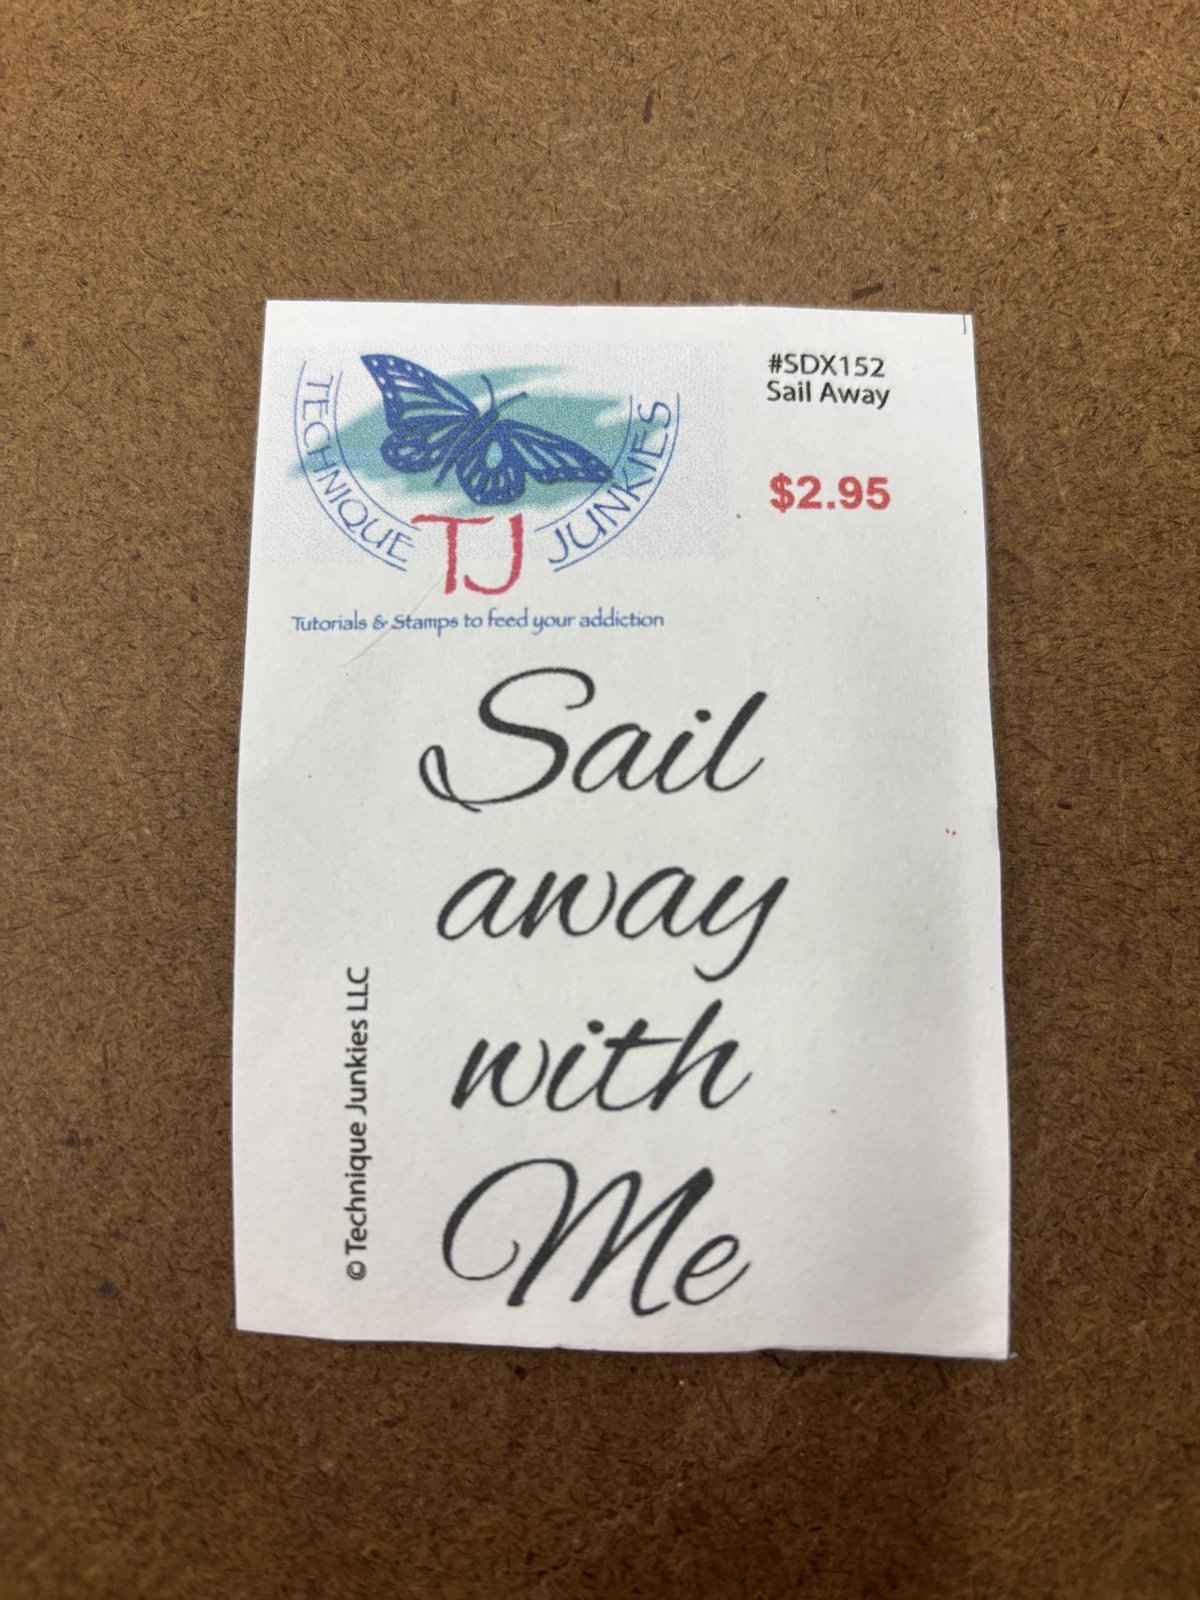 TECHNIQUE
TJ
JUNKIES
Tutorials & Stamps to feed your addiction
#SDX152
Sail Away
$2.95
Sail
away
with
Me
© Technique Junkies LLC